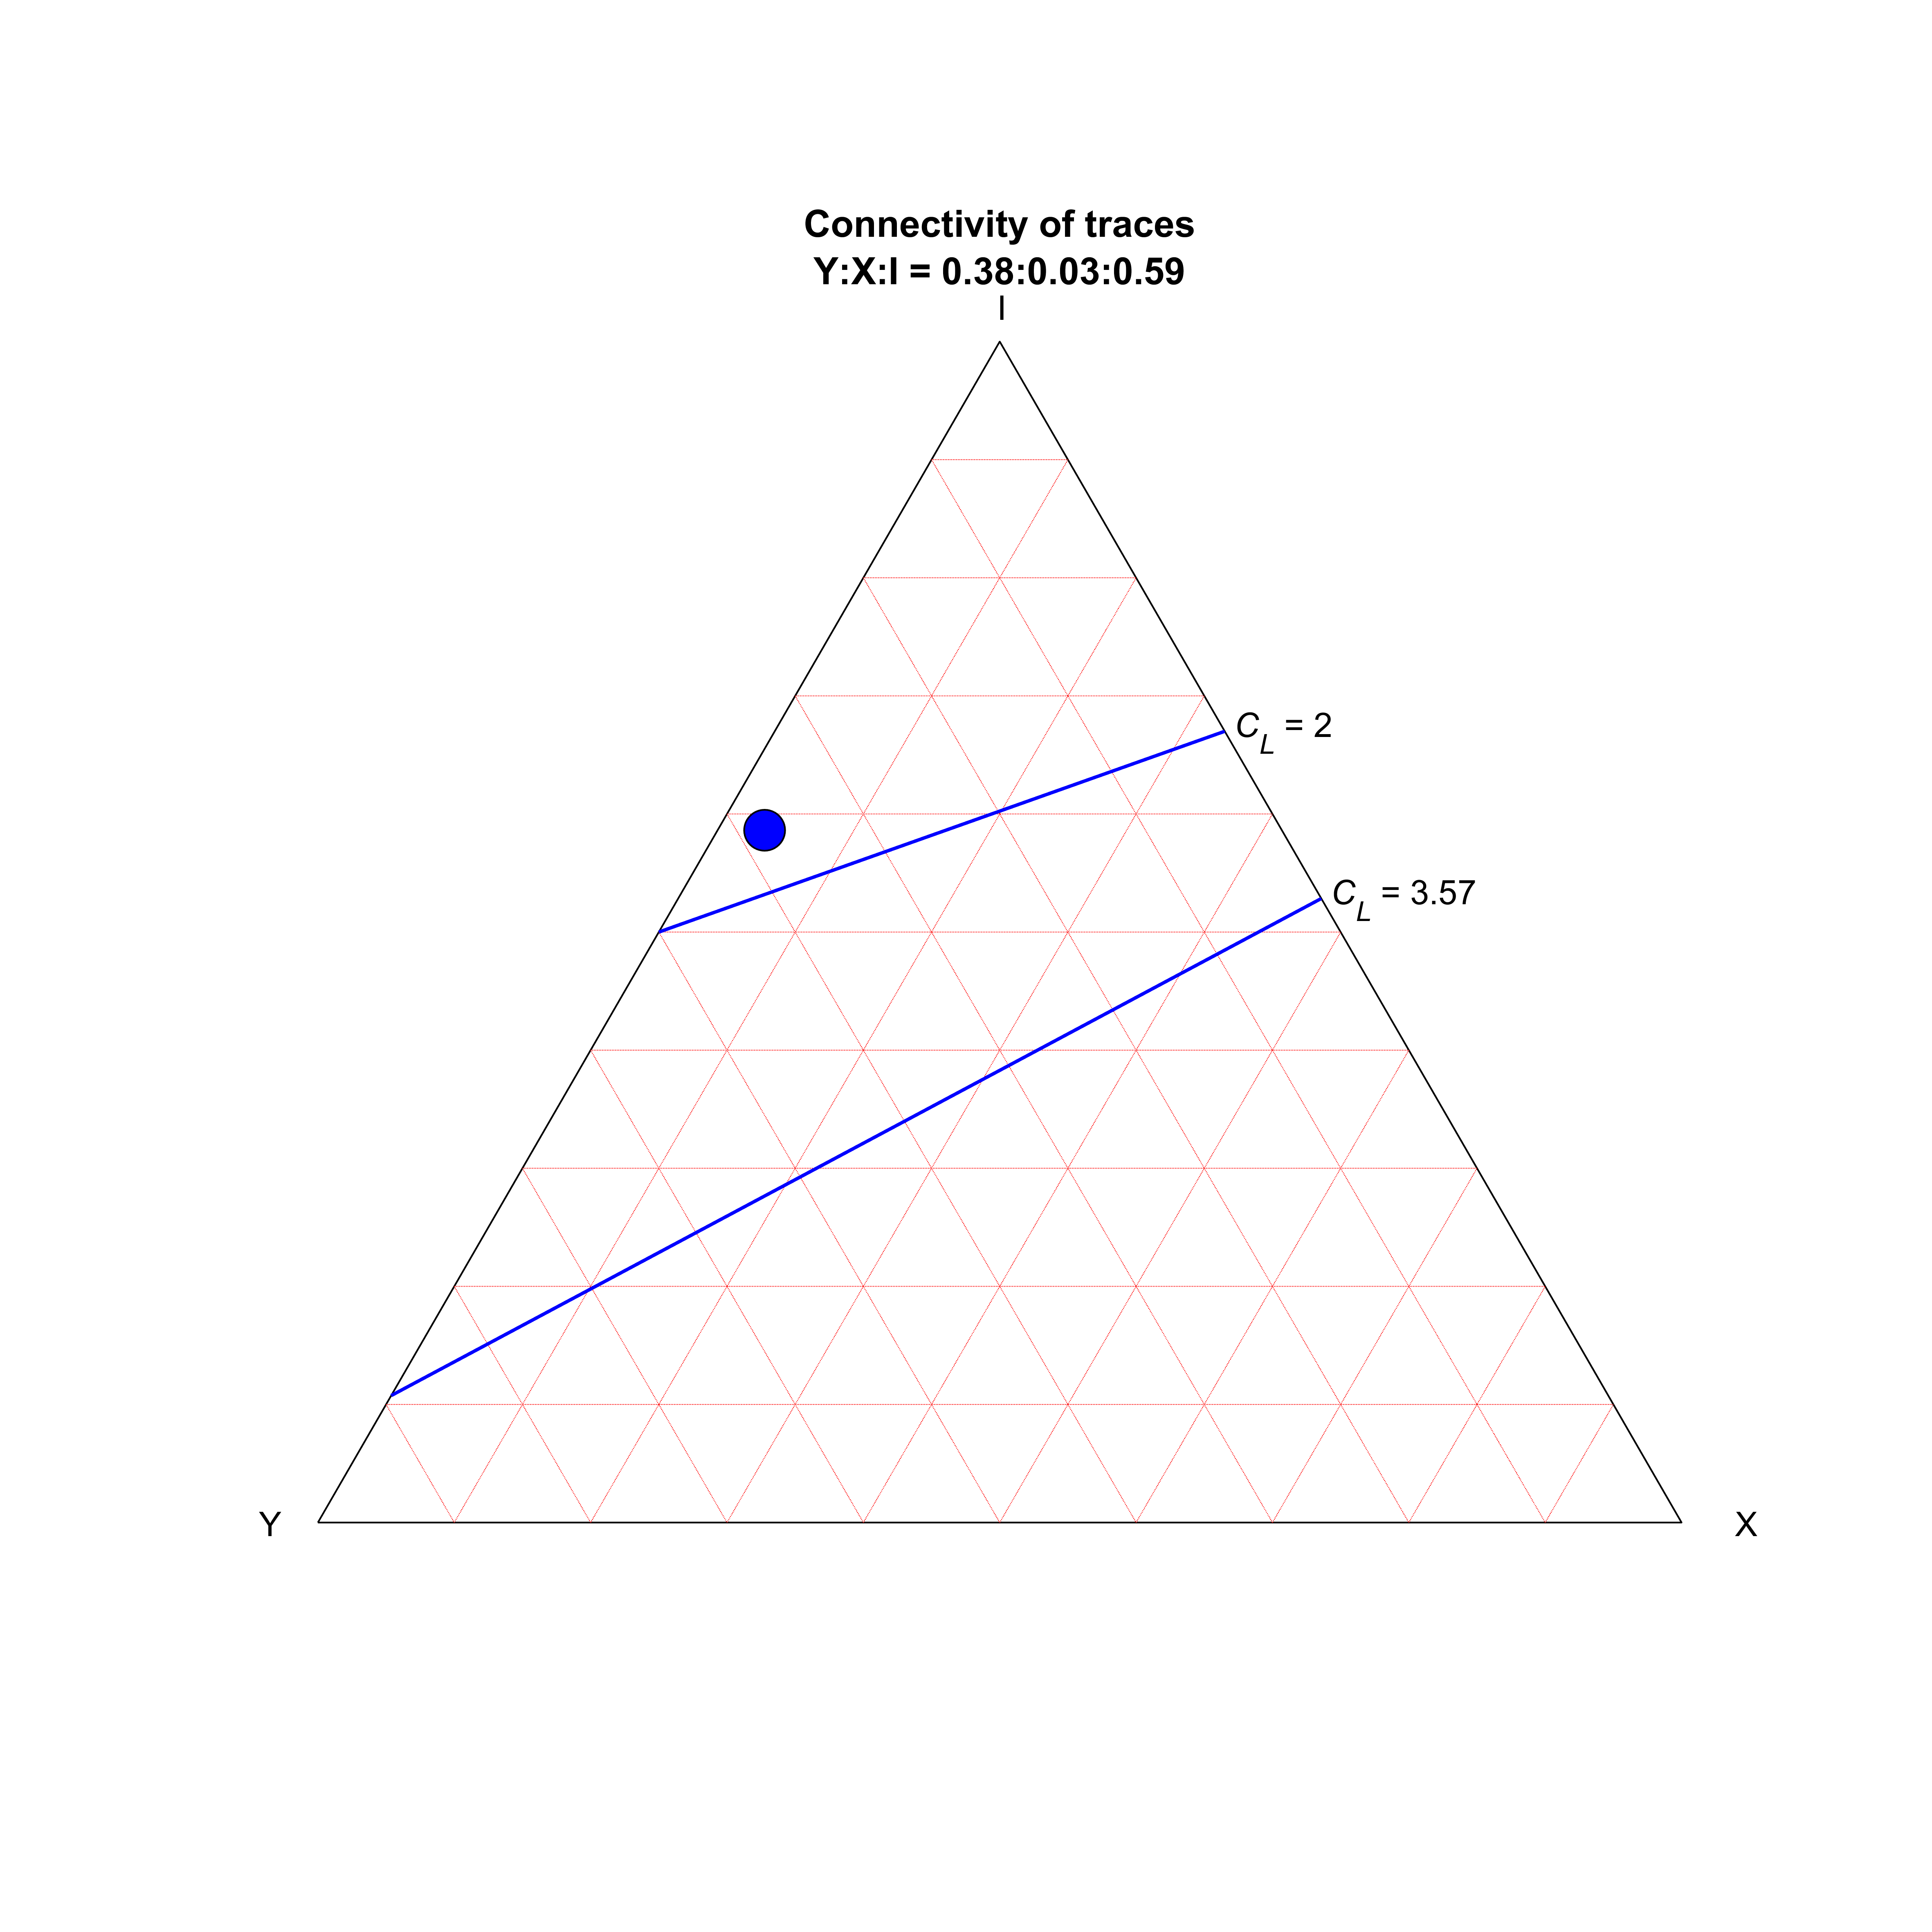 Connectivity of traces
Y:X:I = 0.38:0.03:0.59
I
C_L = 2
C_L = 3.57
Y
X